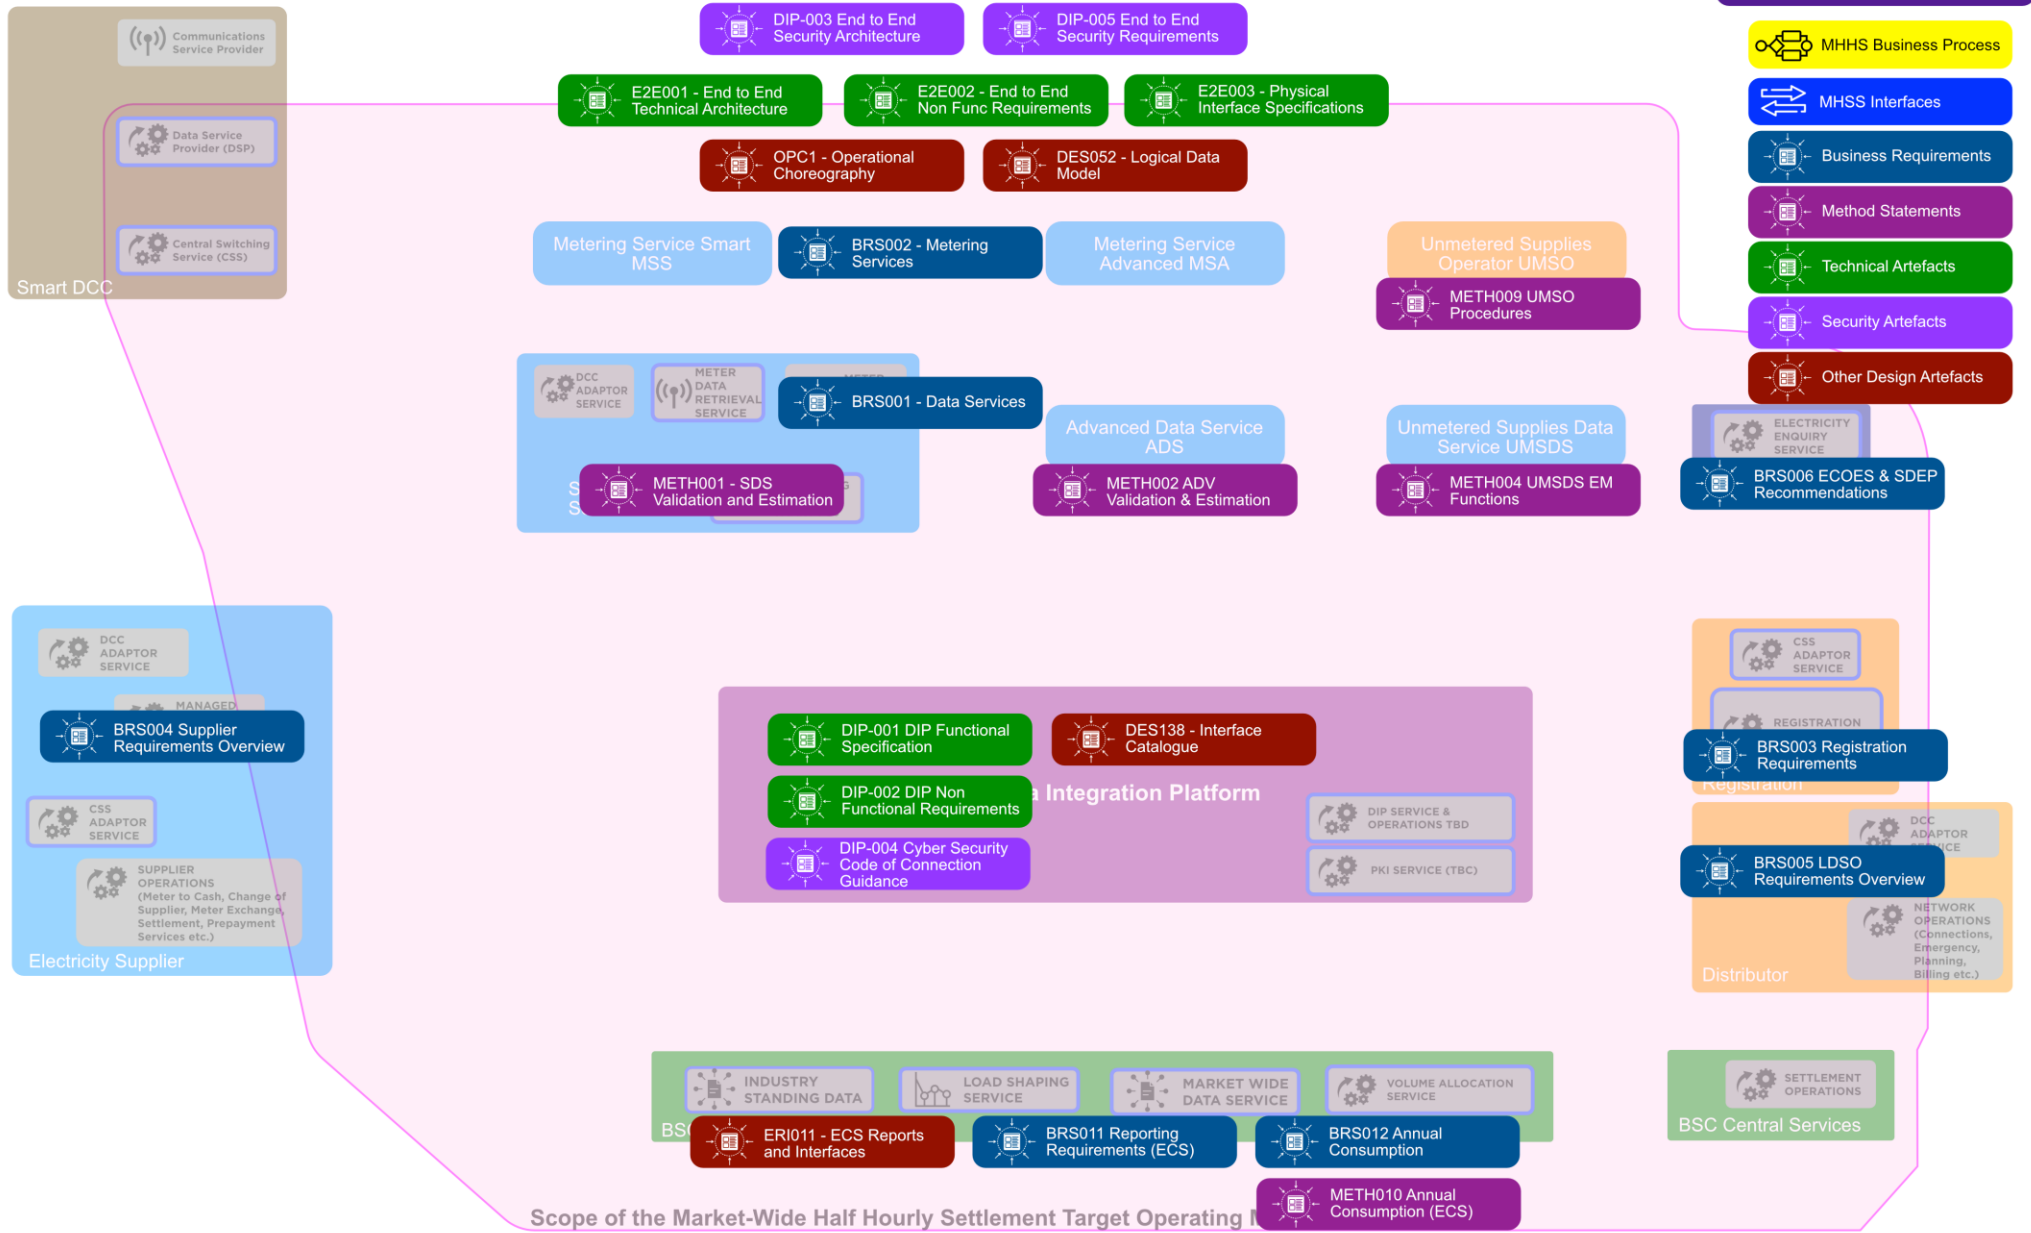 DIP-003 End to End
Security Architecture
DIP-005 End to End
Security Requirements
Communications
Service Provider
MHHS Business Process
E2E001 - End to End
Technical Architecture
E2E002 - End to End
Non Func Requirements
E2E003 - Physical
Interface Specifications
MHSS Interfaces
Data Service
Provider (DSP)
OPC1 - Operational
Choreography
DES052 - Logical Data
Model
Business Requirements
Method Statements
Central Switching
Service (CSS)
Smart DCC
Metering Service Smart
MSS
BRS002 - Metering
Services
Metering Service
Advanced MSA
Unmetered Supplies
Operator UMSO
METH009 UMSO
Procedures
Technical Artefacts
Security Artefacts
Other Design Artefacts
DCC
ADAPTOR
SERVICE
METER
DATA
RETRIEVAL
SERVICE
METER
BRS001 - Data Services
Advanced Data Service
ADS
Unmetered Supplies Data
Service UMSDS
ELECTRICITY
ENQUIRY
SERVICE
S
S
G
METH001 - SDS
Validation and Estimation
METH002 ADV
Validation & Estimation
METH004 UMSDS EM
Functions
BRS006 ECOES & SDEP
Recommendations
DCC
ADAPTOR
SERVICE
MANAGED
BRS004 Supplier
Requirements Overview
CSS
ADAPTOR
SERVICE
SUPPLIER
OPERATIONS
(Meter to Cash, Change of
Supplier, Meter Exchange,
Settlement, Prepayment
Services etc.)
Electricity Supplier
DIP-001 DIP Functional
Specification
DES138 - Interface
Catalogue
DIP-002 DIP Non
Functional Requirements
a Integration Platform
DIP-004 Cyber Security
Code of Connection
Guidance
DIP SERVICE &
OPERATIONS TBD
PKI SERVICE (TBC)
CSS
ADAPTOR
SERVICE
REGISTRATION
BRS003 Registration
Requirements
Registration
DCC
ADAPTOR
SERVICE
BRS005 LDSO
Requirements Overview
NETWORK
OPERATIONS
(Connections,
Emergency,
Planning,
Billing etc.)
Distributor
INDUSTRY
STANDING DATA
LOAD SHAPING
SERVICE
MARKET WIDE
DATA SERVICE
VOLUME ALLOCATION
SERVICE
SETTLEMENT
OPERATIONS
BSC Central Services
BSC
ERI011 - ECS Reports
and Interfaces
BRS011 Reporting
Requirements (ECS)
BRS012 Annual
Consumption
METH010 Annual
Consumption (ECS)
Scope of the Market-Wide Half Hourly Settlement Target Operating